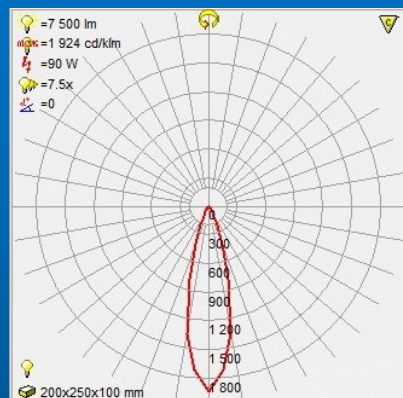 =7 500 lm
max =1 924 cd/klm
=90 W
=7.5x
=0
C
0
300
600
900
1 200
1 500
1 800
200x250x100 mm